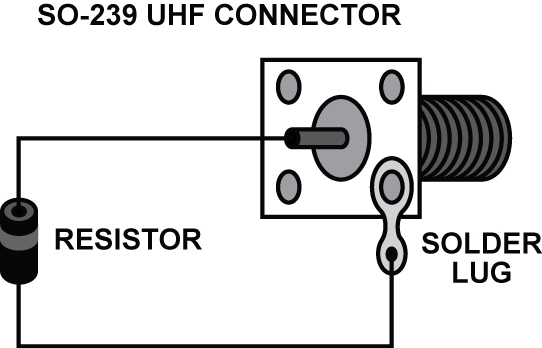 SO-239 UHF CONNECTOR
RESISTOR
SOLDER
LUG